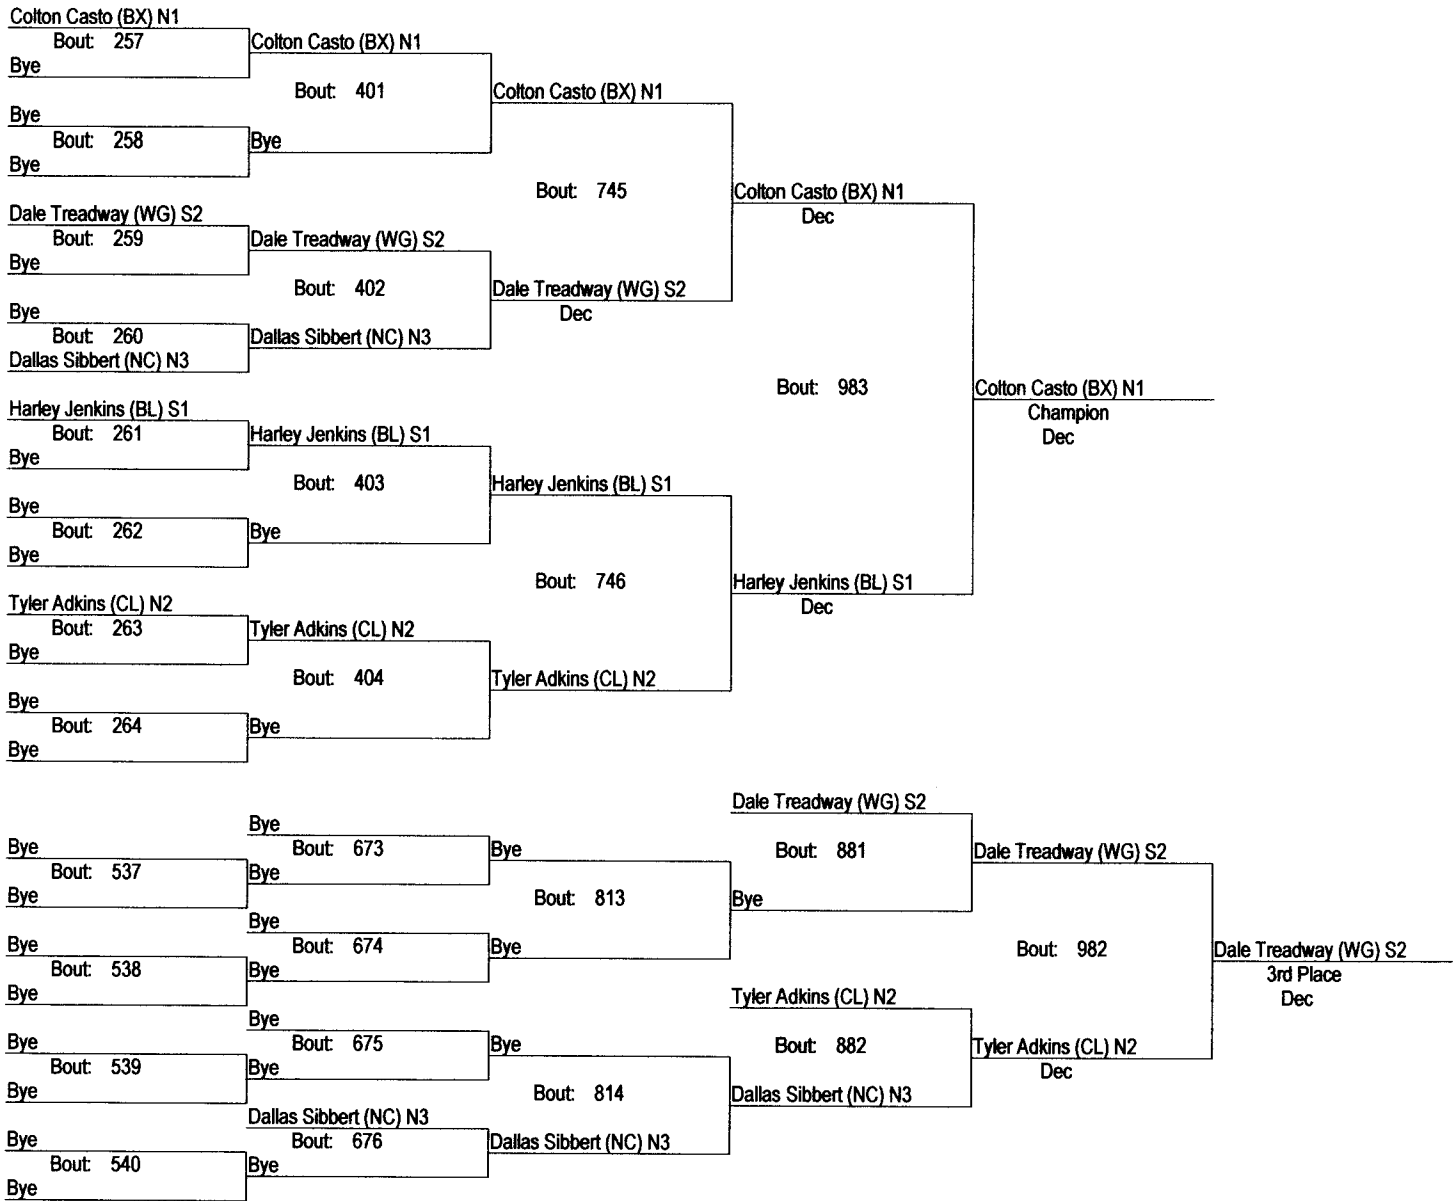 Colton Casto (BX) N1
Bout: 257
Bye
Colton Casto (BX) N1
Bout: 401
Bye
Bout: 258
Bye
Bye
Colton Casto (BX) N1
Bout: 745
Dale Treadway (WG) S2
Bout: 259
Bye
Dale Treadway (WG) S2
Bout: 402
Bye
Bout: 260
Dallas Sibbert (NC) N3
Dallas Sibbert (NC) N3
Dale Treadway (WG) S2
Dec
Colton Casto (BX) N1
Dec
Bout: 983
Harley Jenkins (BL) S1
Bout: 261
Bye
Harley Jenkins (BL) S1
Bout: 403
Bye
Bout: 262
Bye
Bye
Harley Jenkins (BL) S1
Bout: 746
Tyler Adkins (CL) N2
Bout: 263
Bye
Tyler Adkins (CL) N2
Bout: 404
Bye
Bout: 264
Bye
Bye
Tyler Adkins (CL) N2
Harley Jenkins (BL) S1
Dec
Colton Casto (BX) N1
Champion
Dec
Bye
Bout: 537
Bye
Bye
Bout: 673
Bye
Bye
Bout: 813
Bye
Bout: 538
Bye
Bye
Bout: 674
Bye
Bye
Dale Treadway (WG) S2
Bout: 881
Bye
Dale Treadway (WG) S2
Bout: 982
Bye
Bout: 539
Bye
Bye
Bout: 675
Bye
Bye
Bout: 814
Bye
Bout: 540
Bye
Dallas Sibbert (NC) N3
Bout: 676
Bye
Dallas Sibbert (NC) N3
Tyler Adkins (CL) N2
Bout: 882
Dallas Sibbert (NC) N3
Tyler Adkins (CL) N2
Dec
Dale Treadway (WG) S2
3rd Place
Dec